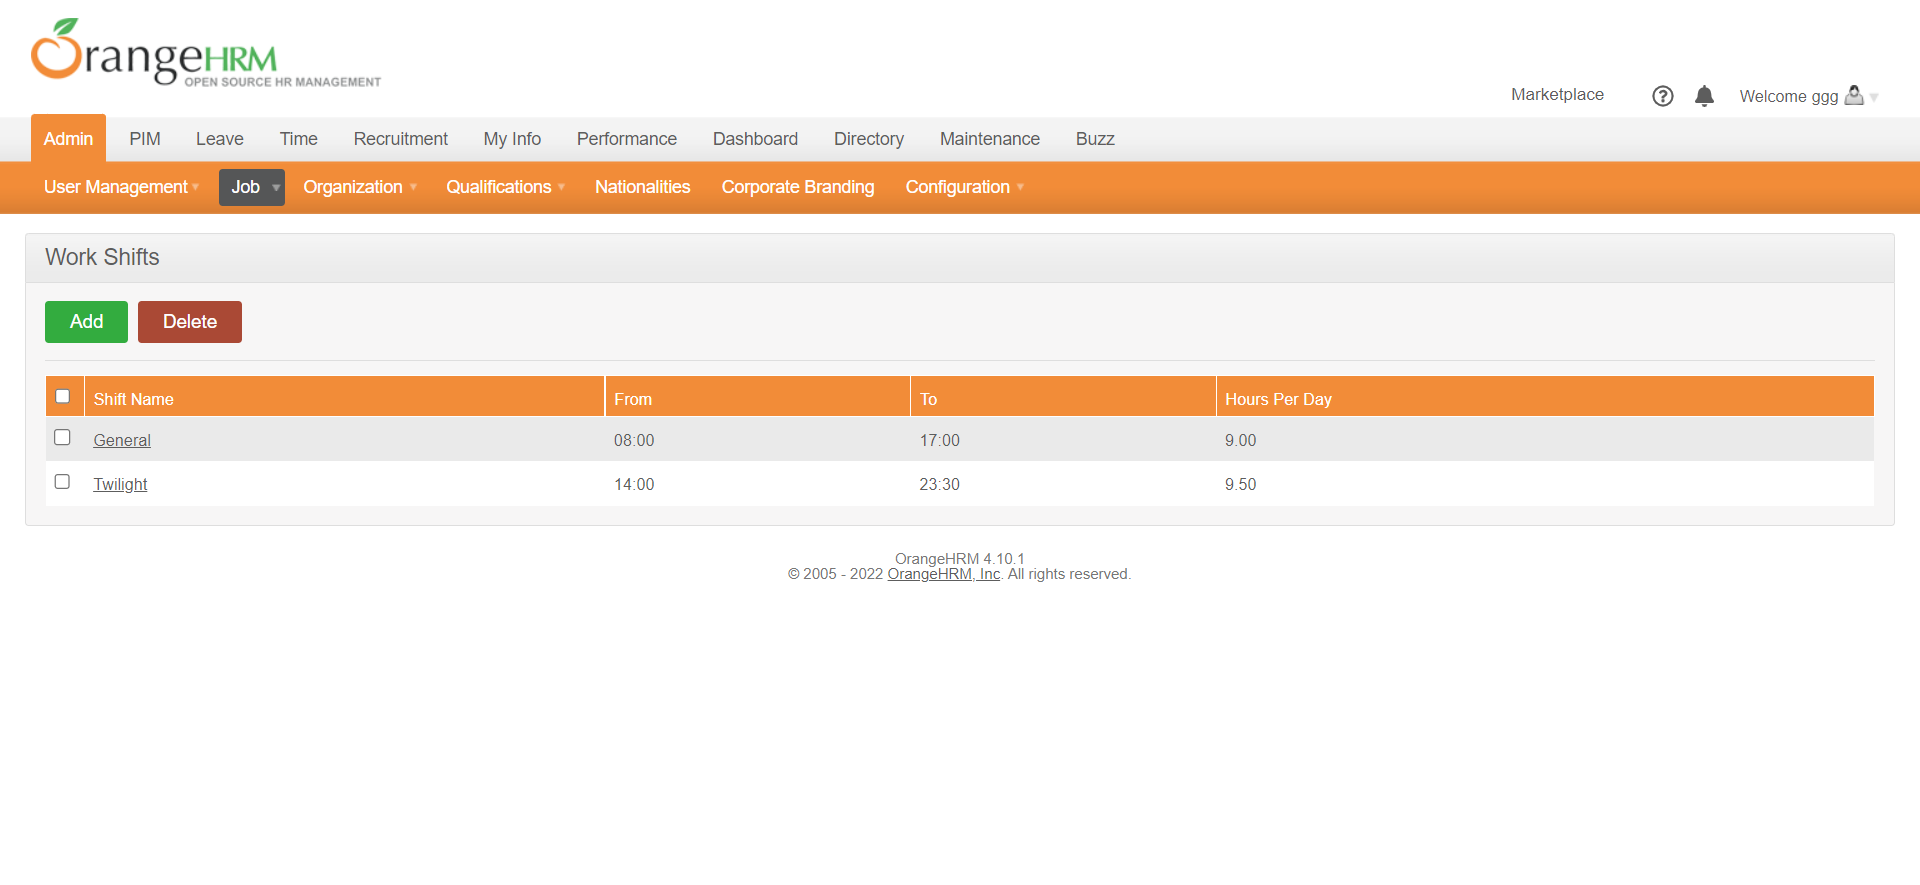 OrangeHRM
OPEN SOURCE HR MANAGEMENT
Marketplace
Welcome ggg
Admin PIM Leave Time Recruitment My Info Performance Dashboard Directory Maintenance Buzz
User Management Job Organization Qualifications Nationalities Corporate Branding Configuration
Work Shifts
Add Delete
Shift Name From To Hours Per Day
General 08:00 17:00 9.00
Twilight 14:00 23:30 9.50
OrangeHRM 4.10.1
© 2005 - 2022 OrangeHRM, Inc. All rights reserved.